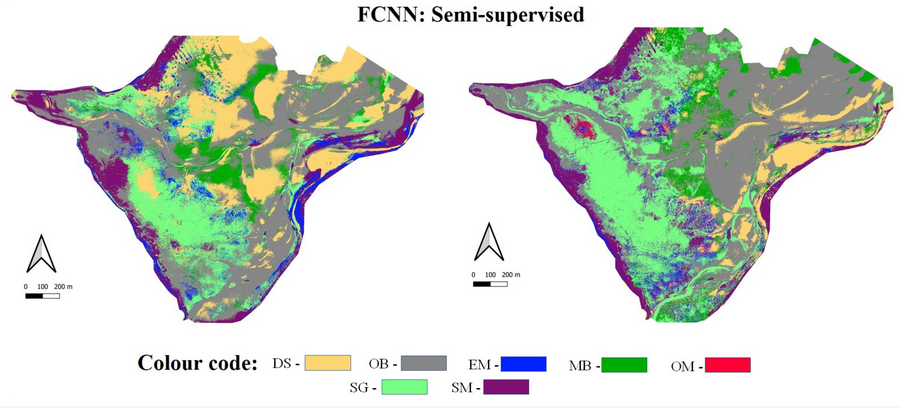 FCNN: Semi-supervised
0 100 200 m
0 100 200 m
Colour code: DS - OB - EM - MB - OM -
SG - SM -